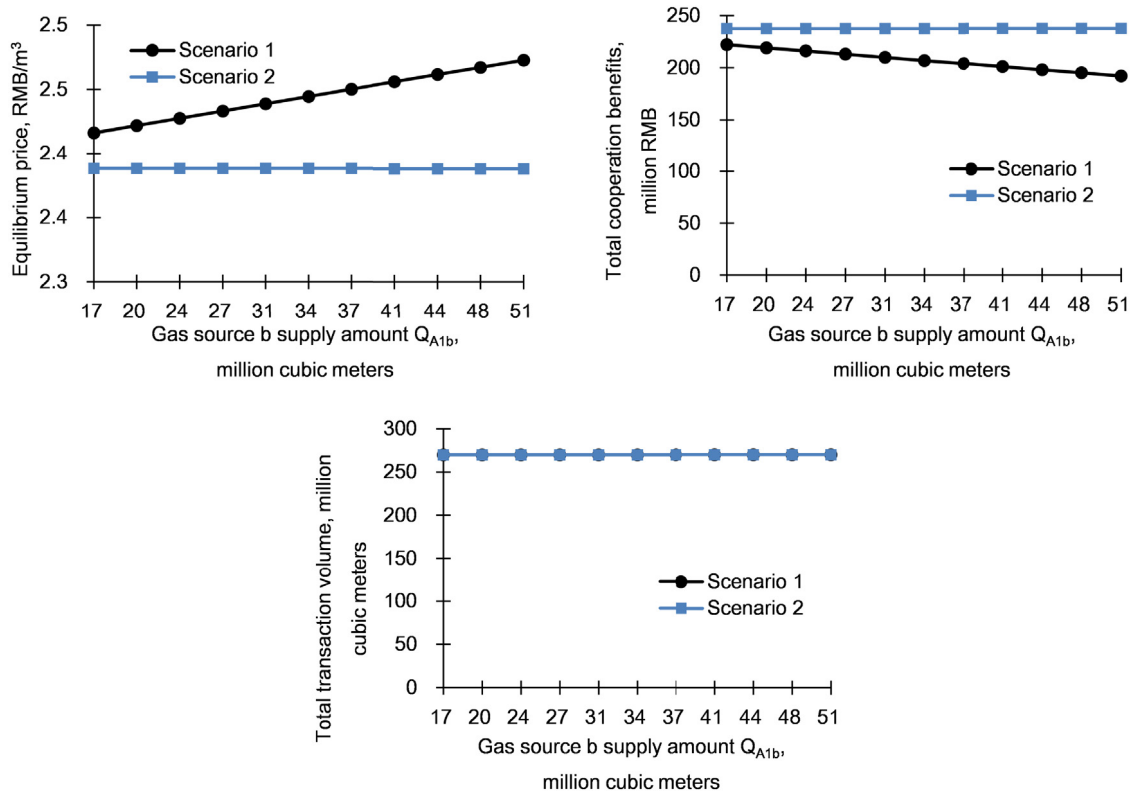 Equilibrium price, RMB/m³
2.5
2.5
2.4
2.4
2.3
Scenario 1
Scenario 2
17 20 24 27 31 34 37 41 44 48 51
Gas source b supply amount Q_A1b,
million cubic meters
Total cooperation benefits,
million RMB
250
200
150
100
50
0
Scenario 1
Scenario 2
17 20 24 27 31 34 37 41 44 48 51
Gas source b supply amount Q_A1b,
million cubic meters
Total transaction volume, million
cubic meters
300
250
200
150
100
50
0
Scenario 1
Scenario 2
17 20 24 27 31 34 37 41 44 48 51
Gas source b supply amount Q_A1b,
million cubic meters